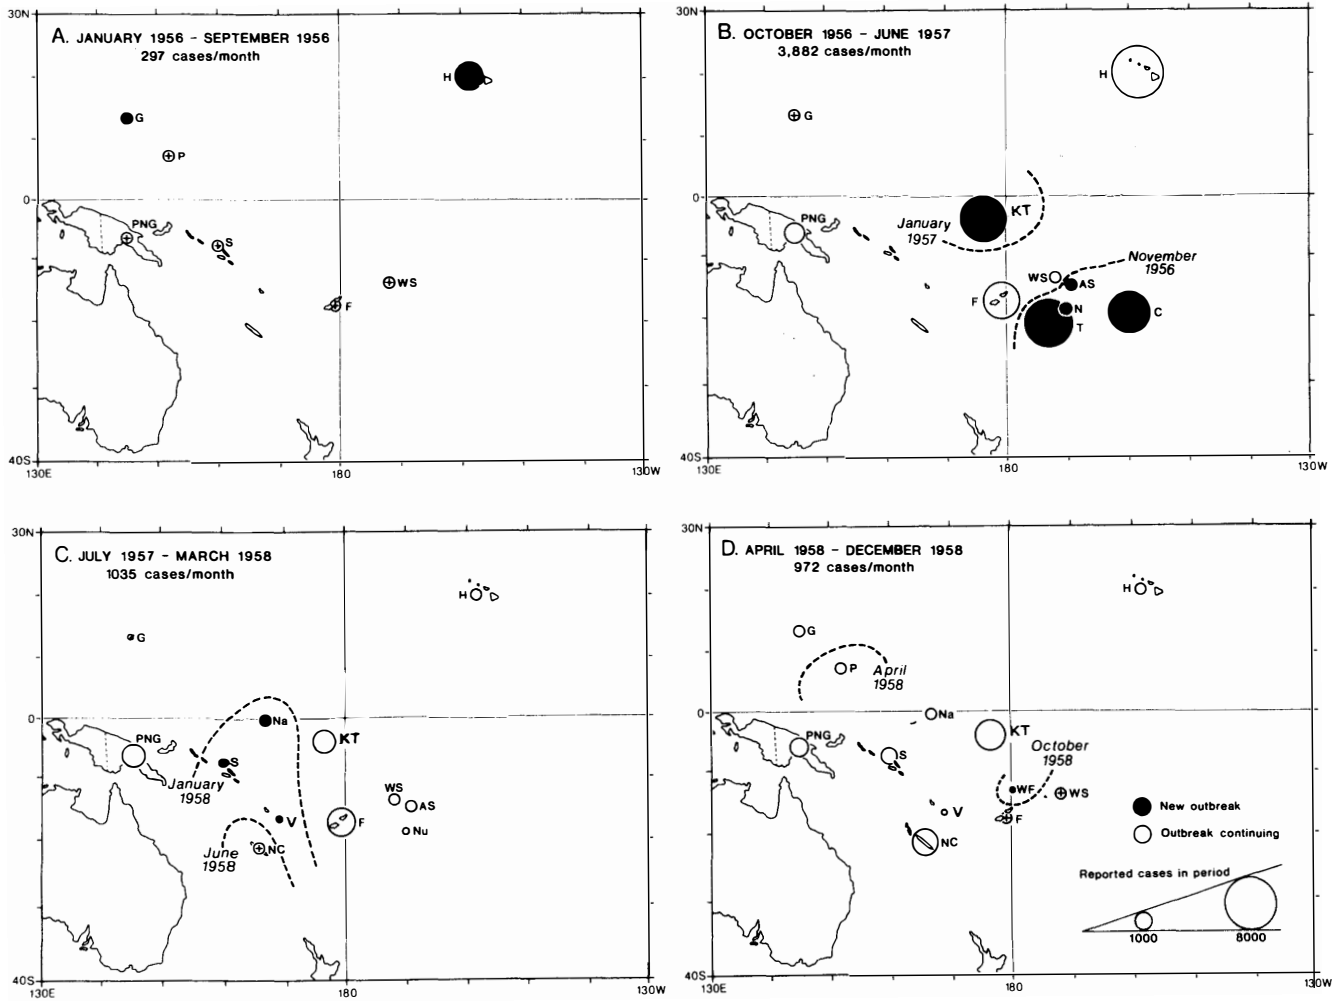 30N
A. JANUARY 1956 - SEPTEMBER 1956
297 cases/month
H
G
P
0
PNG
S
WS
F
40S
130E
180
130W
30N
B. OCTOBER 1956 - JUNE 1957
3,882 cases/month
H
G
0
PNG
KT
January
1957
November
1956
WS
AS
F
N
C
T
40S
130E
180
130W
30N
C. JULY 1957 - MARCH 1958
1035 cases/month
H
G
0
Na
PNG
KT
S
January
1958
WS
AS
V
F
Nu
June
1958
NC
40S
130E
180
130W
30N
D. APRIL 1958 - DECEMBER 1958
972 cases/month
H
G
P
April
1958
0
Na
PNG
KT
S
October
1958
WF
WS
V
F
NC
New outbreak
Outbreak continuing
Reported cases in period
1000
8000
40S
130E
180
130W